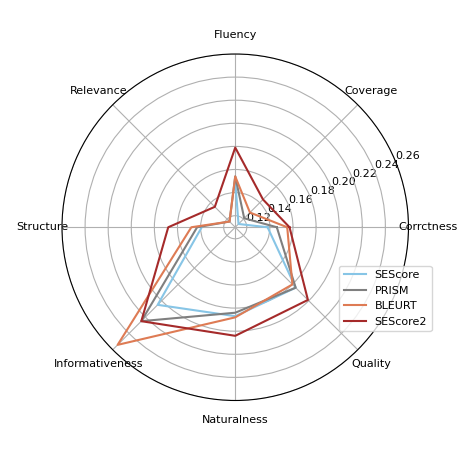 Fluency
Relevance
Coverage
0.26
0.24
0.22
0.20
0.18
0.16
0.14
0.12
Structure
Corrctness
SEScore
PRISM
BLEURT
SEScore2
Informativeness
Quality
Naturalness